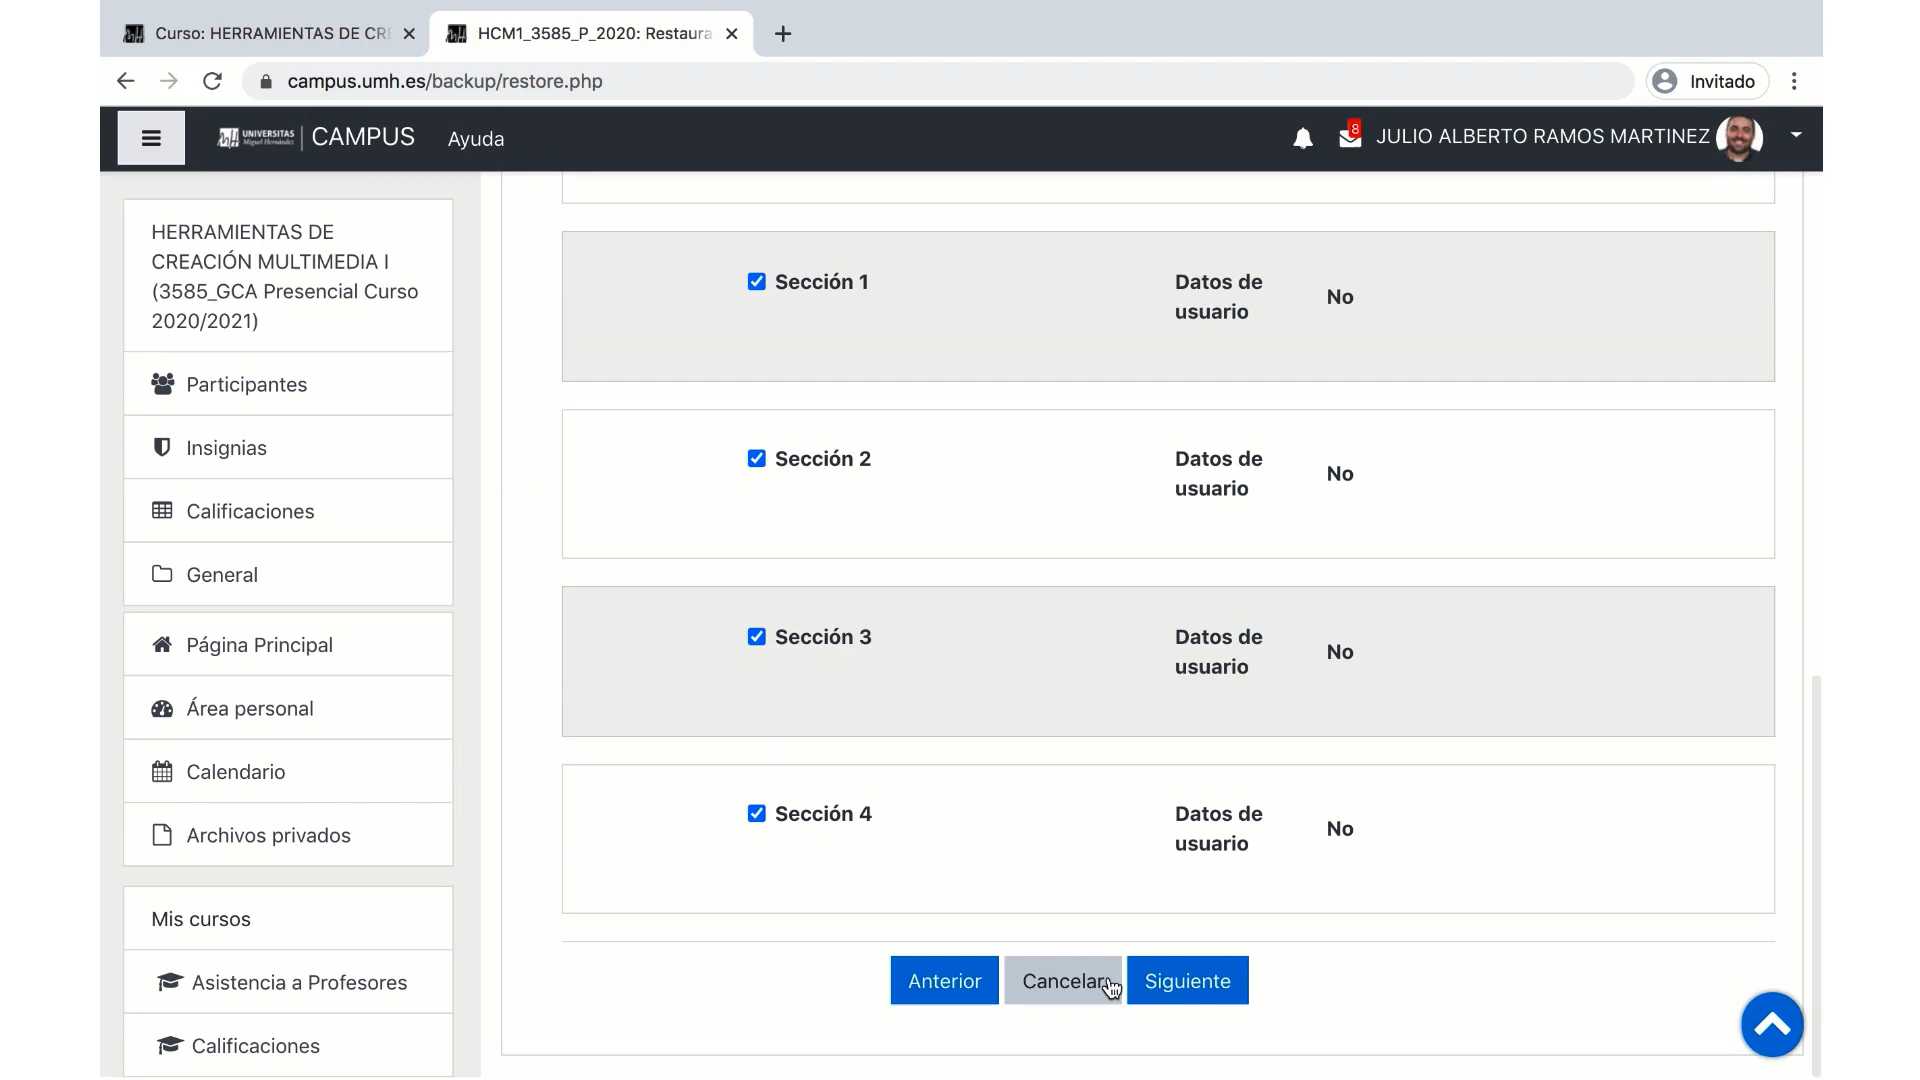 Curso: HERRAMIENTAS DE CRE
HCM1_3585_P_2020: Restaura
campus.umh.es/backup/restore.php
Invitado
UNIVERSITAS
Miguel Hernández
CAMPUS
Ayuda
8
JULIO ALBERTO RAMOS MARTINEZ
HERRAMIENTAS DE
CREACIÓN MULTIMEDIA I
(3585_GCA Presencial Curso
2020/2021)
Participantes
Insignias
Calificaciones
General
Página Principal
Área personal
Calendario
Archivos privados
Mis cursos
Asistencia a Profesores
Calificaciones
Sección 1
Datos de
usuario
No
Sección 2
Datos de
usuario
No
Sección 3
Datos de
usuario
No
Sección 4
Datos de
usuario
No
Anterior
Cancelar
Siguiente